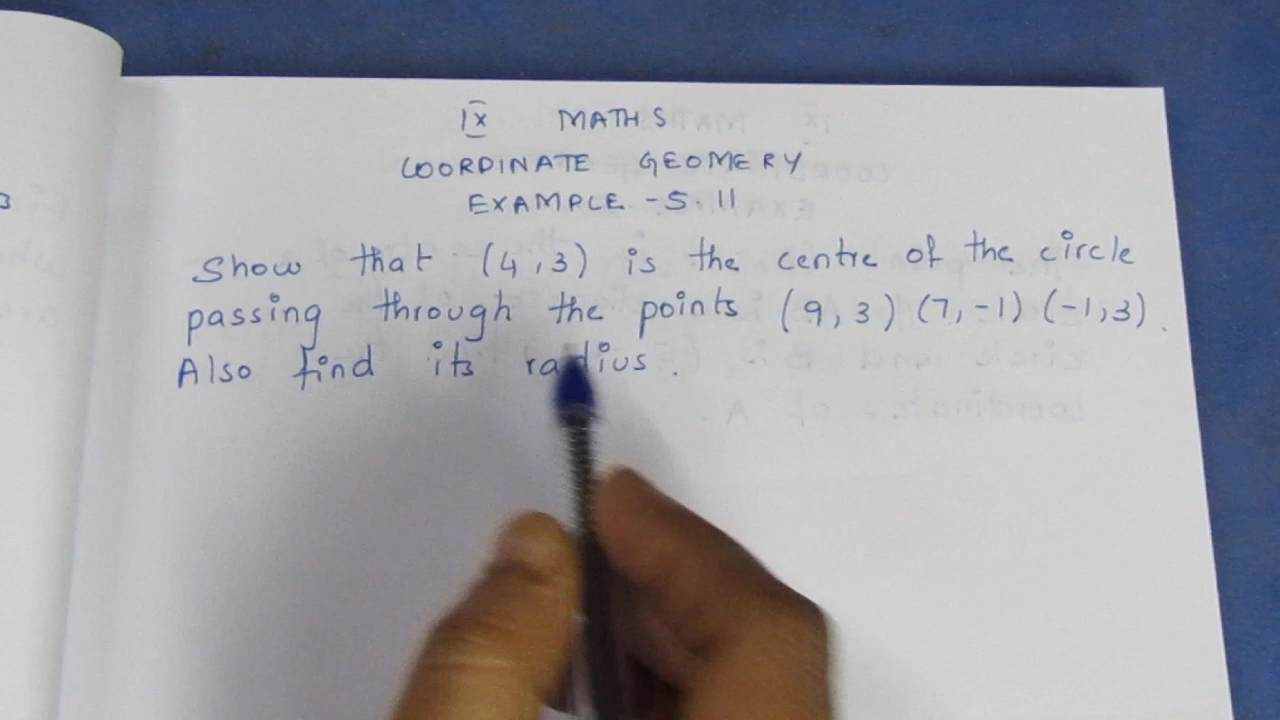 IX MATHS
COORDINATE GEOMERY
EXAMPLE - 5.11
Show that (4,3) is the centre of the circle
passing through the points (9,3) (7,-1) (-1,3).
Also find its radius.
3